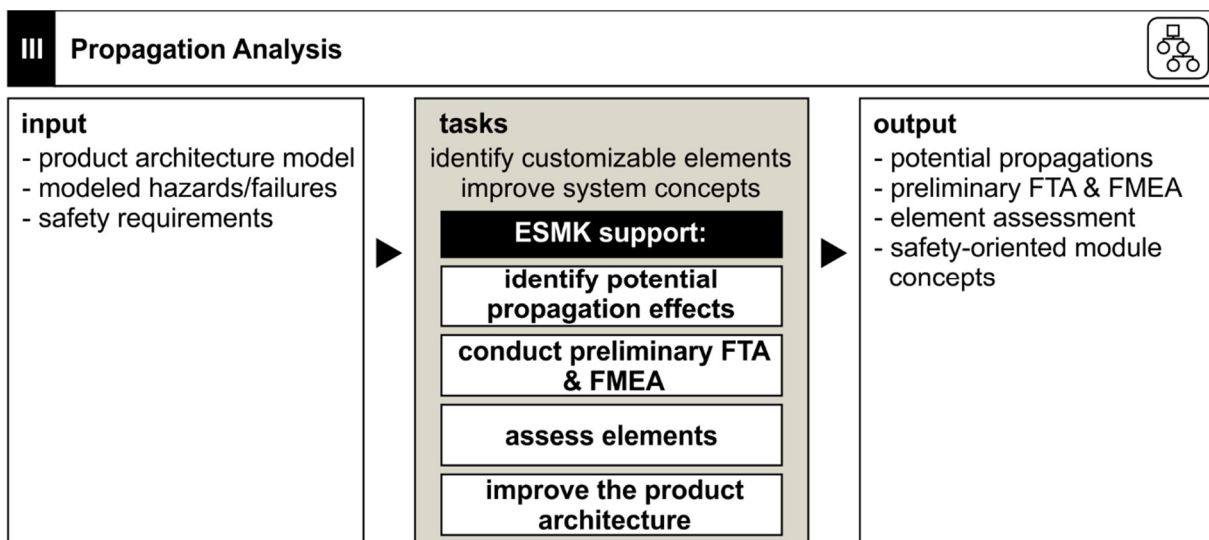 III Propagation Analysis
input
- product architecture model
- modeled hazards/failures
- safety requirements
tasks
identify customizable elements
improve system concepts
ESMK support:
identify potential
propagation effects
conduct preliminary FTA
& FMEA
assess elements
improve the product
architecture
output
- potential propagations
- preliminary FTA & FMEA
- element assessment
- safety-oriented module
concepts